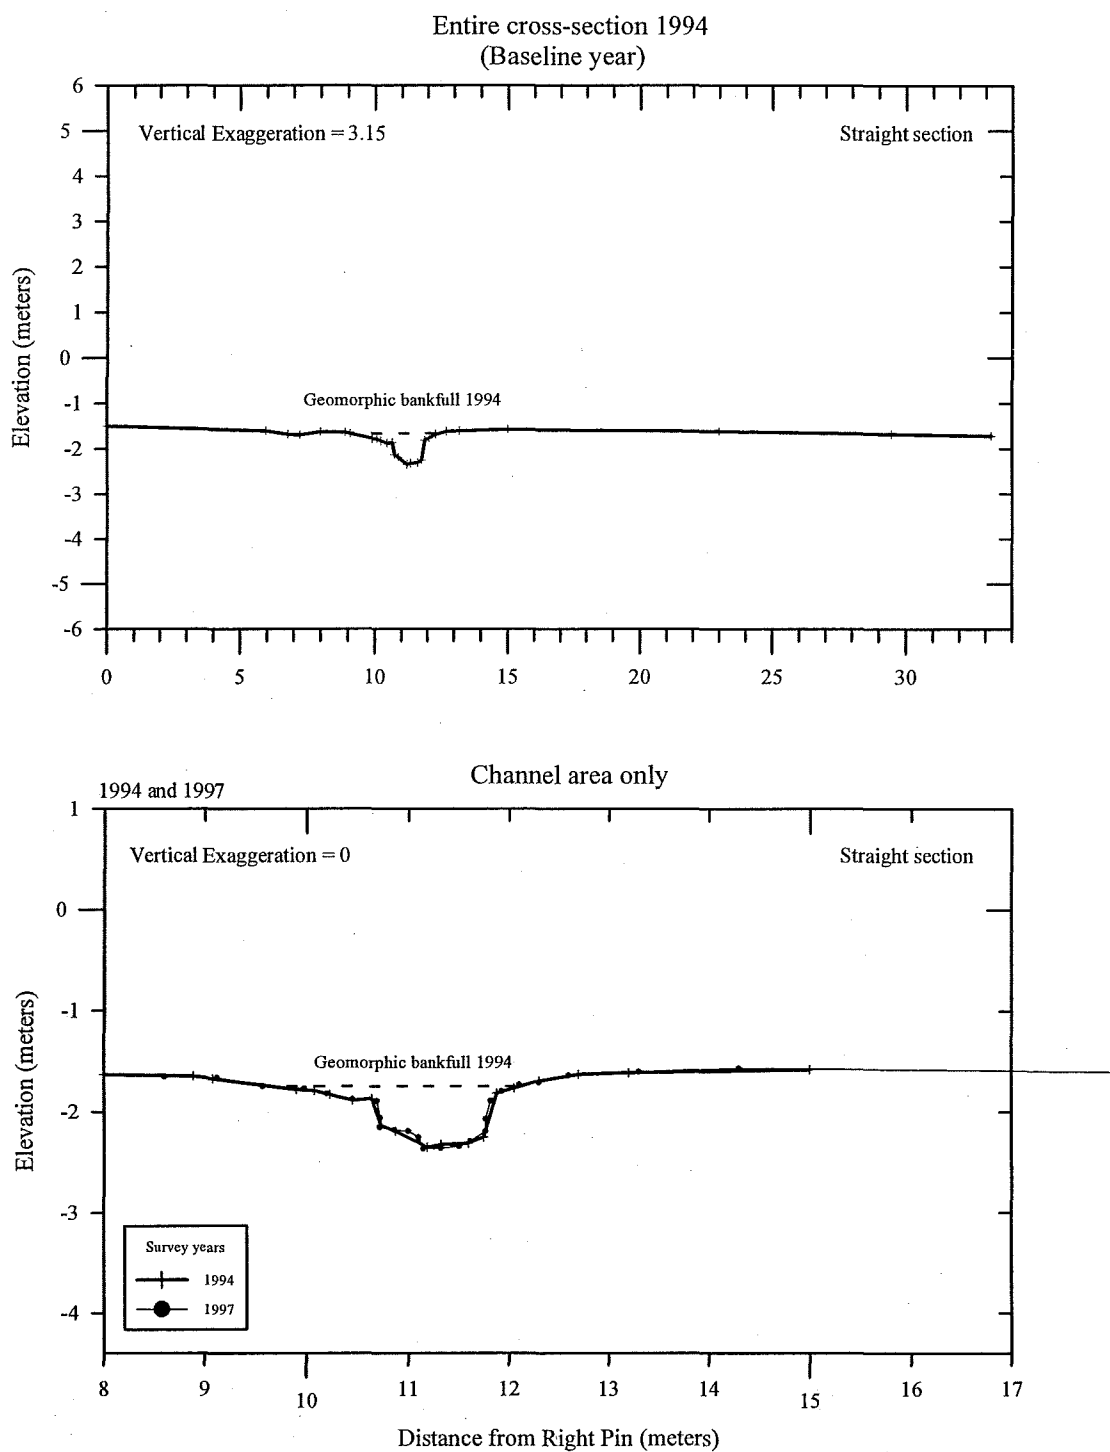 Entire cross-section 1994
(Baseline year)
6
5
4
3
2
1
0
-1
-2
-3
-4
-5
-6
Elevation (meters)
Vertical Exaggeration = 3.15
Straight section
Geomorphic bankfull 1994
0 5 10 15 20 25 30
Channel area only
1994 and 1997
1
0
-1
-2
-3
-4
Elevation (meters)
Vertical Exaggeration = 0
Straight section
Geomorphic bankfull 1994
Survey years
1994
1997
8 9 10 11 12 13 14 15 16 17
Distance from Right Pin (meters)